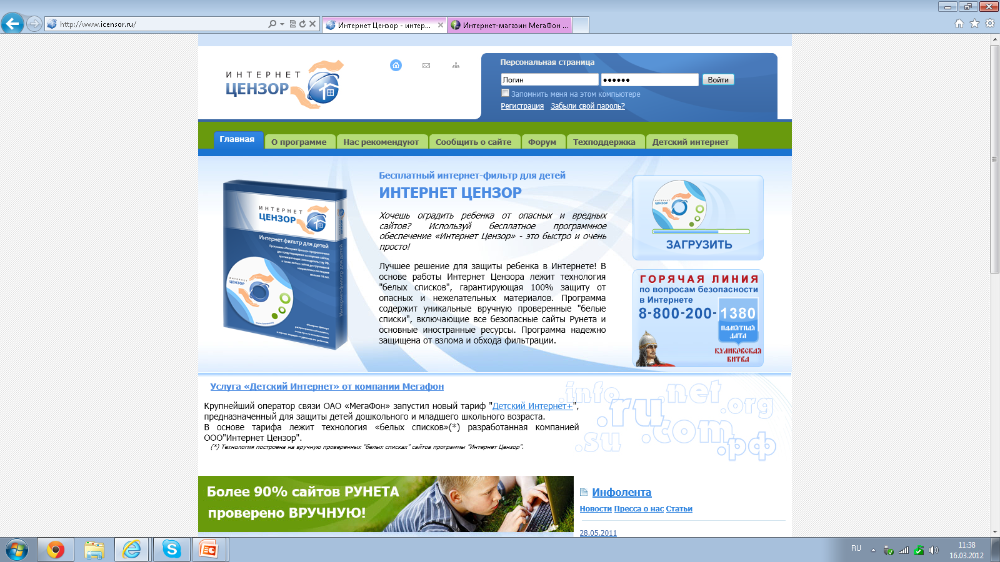 http://www.icensor.ru/
Интернет Цензор - интер...
Интернет-магазин МегаФон ...
ИНТЕРНЕТ
ЦЕНЗОР
Персональная страница
Логин
Войти
Запомнить меня на этом компьютере
Регистрация Забыли свой пароль?
Главная О программе Нас рекомендуют Сообщить о сайте Форум Техподдержка Детский интернет
ИНТЕРНЕТ
ЦЕНЗОР
Интернет-фильтр для детей
Бесплатный интернет-фильтр для детей
ИНТЕРНЕТ ЦЕНЗОР
Хочешь оградить ребенка от опасных и вредных
сайтов? Используй бесплатное программное
обеспечение «Интернет Цензор» - это быстро и очень
просто!
Лучшее решение для защиты ребенка в Интернете! В
основе работы Интернет Цензора лежит технология
"белых списков", гарантирующая 100% защиту от
опасных и нежелательных материалов. Программа
содержит уникальные вручную проверенные "белые
списки", включающие все безопасные сайты Рунета и
основные иностранные ресурсы. Программа надежно
защищена от взлома и обхода фильтрации.
ЗАГРУЗИТЬ
ГОРЯЧАЯ ЛИНИЯ
по вопросам безопасности
в Интернете
8-800-200-1380
ПАМЯТНАЯ
ДАТА
КУЛИКОВСКАЯ
БИТВА
Услуга «Детский Интернет» от компании Мегафон
Крупнейший оператор связи ОАО «МегаФон» запустил новый тариф "Детский Интернет+",
предназначенный для защиты детей дошкольного и младшего школьного возраста.
В основе тарифа лежит технология «белых списков»(*) разработанная компанией
ООО"Интернет Цензор".
(*) Технология построена на вручную проверенных "белых списках" сайтов программы "Интернет Цензор".
.info .net
.ru .org
.su .com
.рф
Более 90% сайтов РУНЕТА
проверено ВРУЧНУЮ!
Инфолента
Новости Пресса о нас Статьи
28.05.2011
RU
11:38
16.03.2012